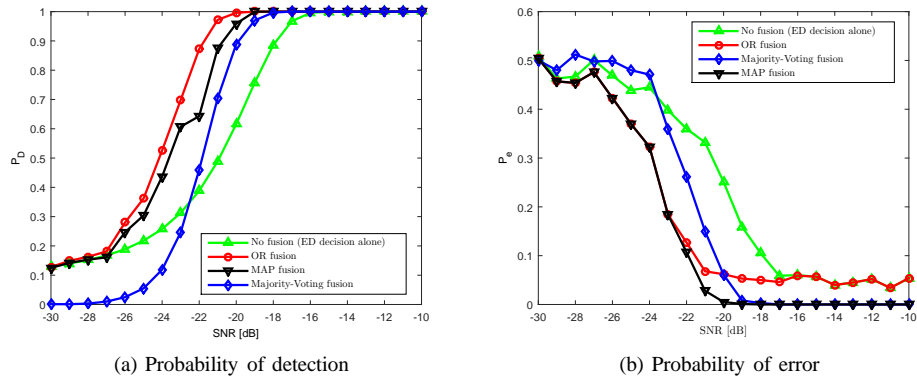 1
0.9
0.8
0.7
0.6
0.5
0.4
0.3
0.2
0.1
0
P_D
-30 -28 -26 -24 -22 -20 -18 -16 -14 -12 -10
SNR [dB]
No fusion (ED decision alone)
OR fusion
MAP fusion
Majority-Voting fusion
(a) Probability of detection
0.6
0.5
0.4
0.3
0.2
0.1
0
P_e
-30 -28 -26 -24 -22 -20 -18 -16 -14 -12 -10
SNR [dB]
No fusion (ED decision alone)
OR fusion
Majority-Voting fusion
MAP fusion
(b) Probability of error